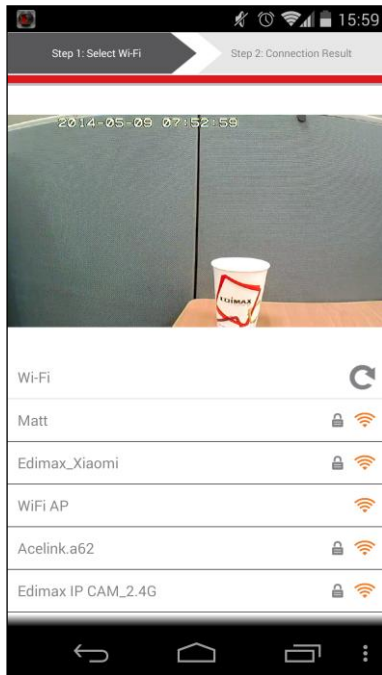 15:59
Step 1: Select Wi-Fi
Step 2: Connection Result
2014-05-09 07:52:59
EDIMAX
Wi-Fi
Matt
Edimax_Xiaomi
WiFi AP
Acelink.a62
Edimax IP CAM_2.4G